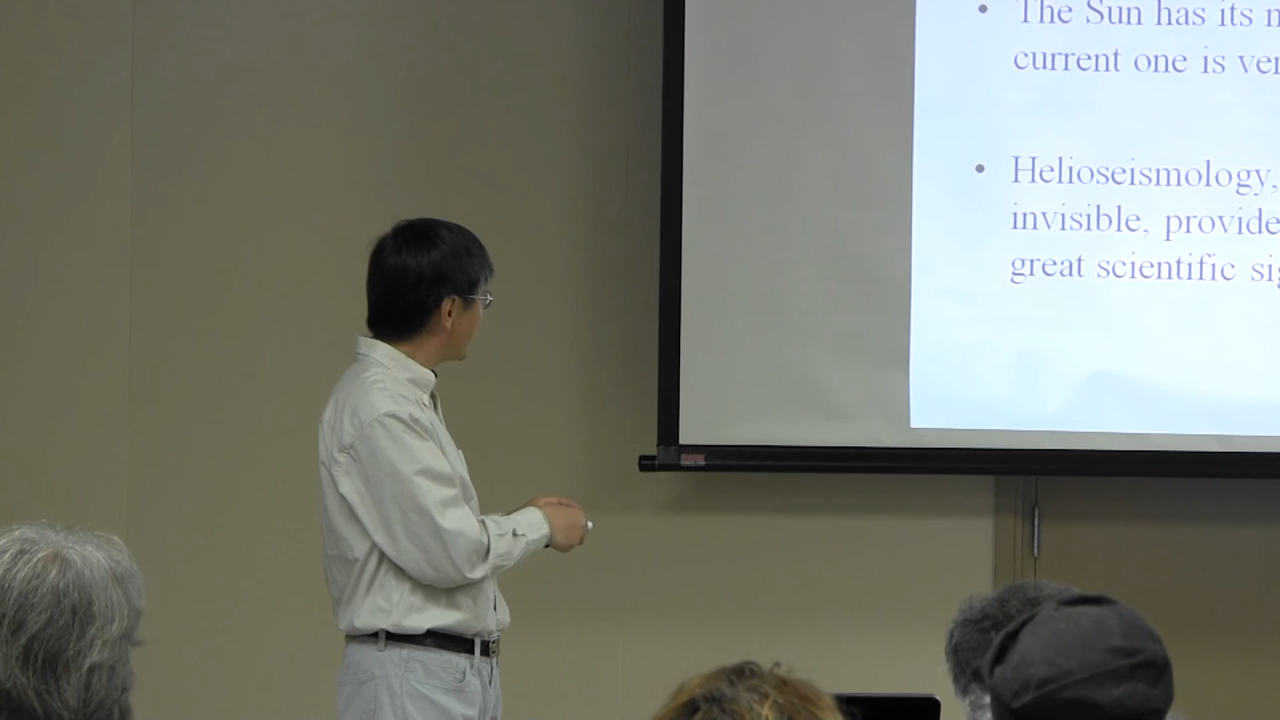 • The Sun has its
current one is
• Helioseismology,
invisible, provide
great scientific